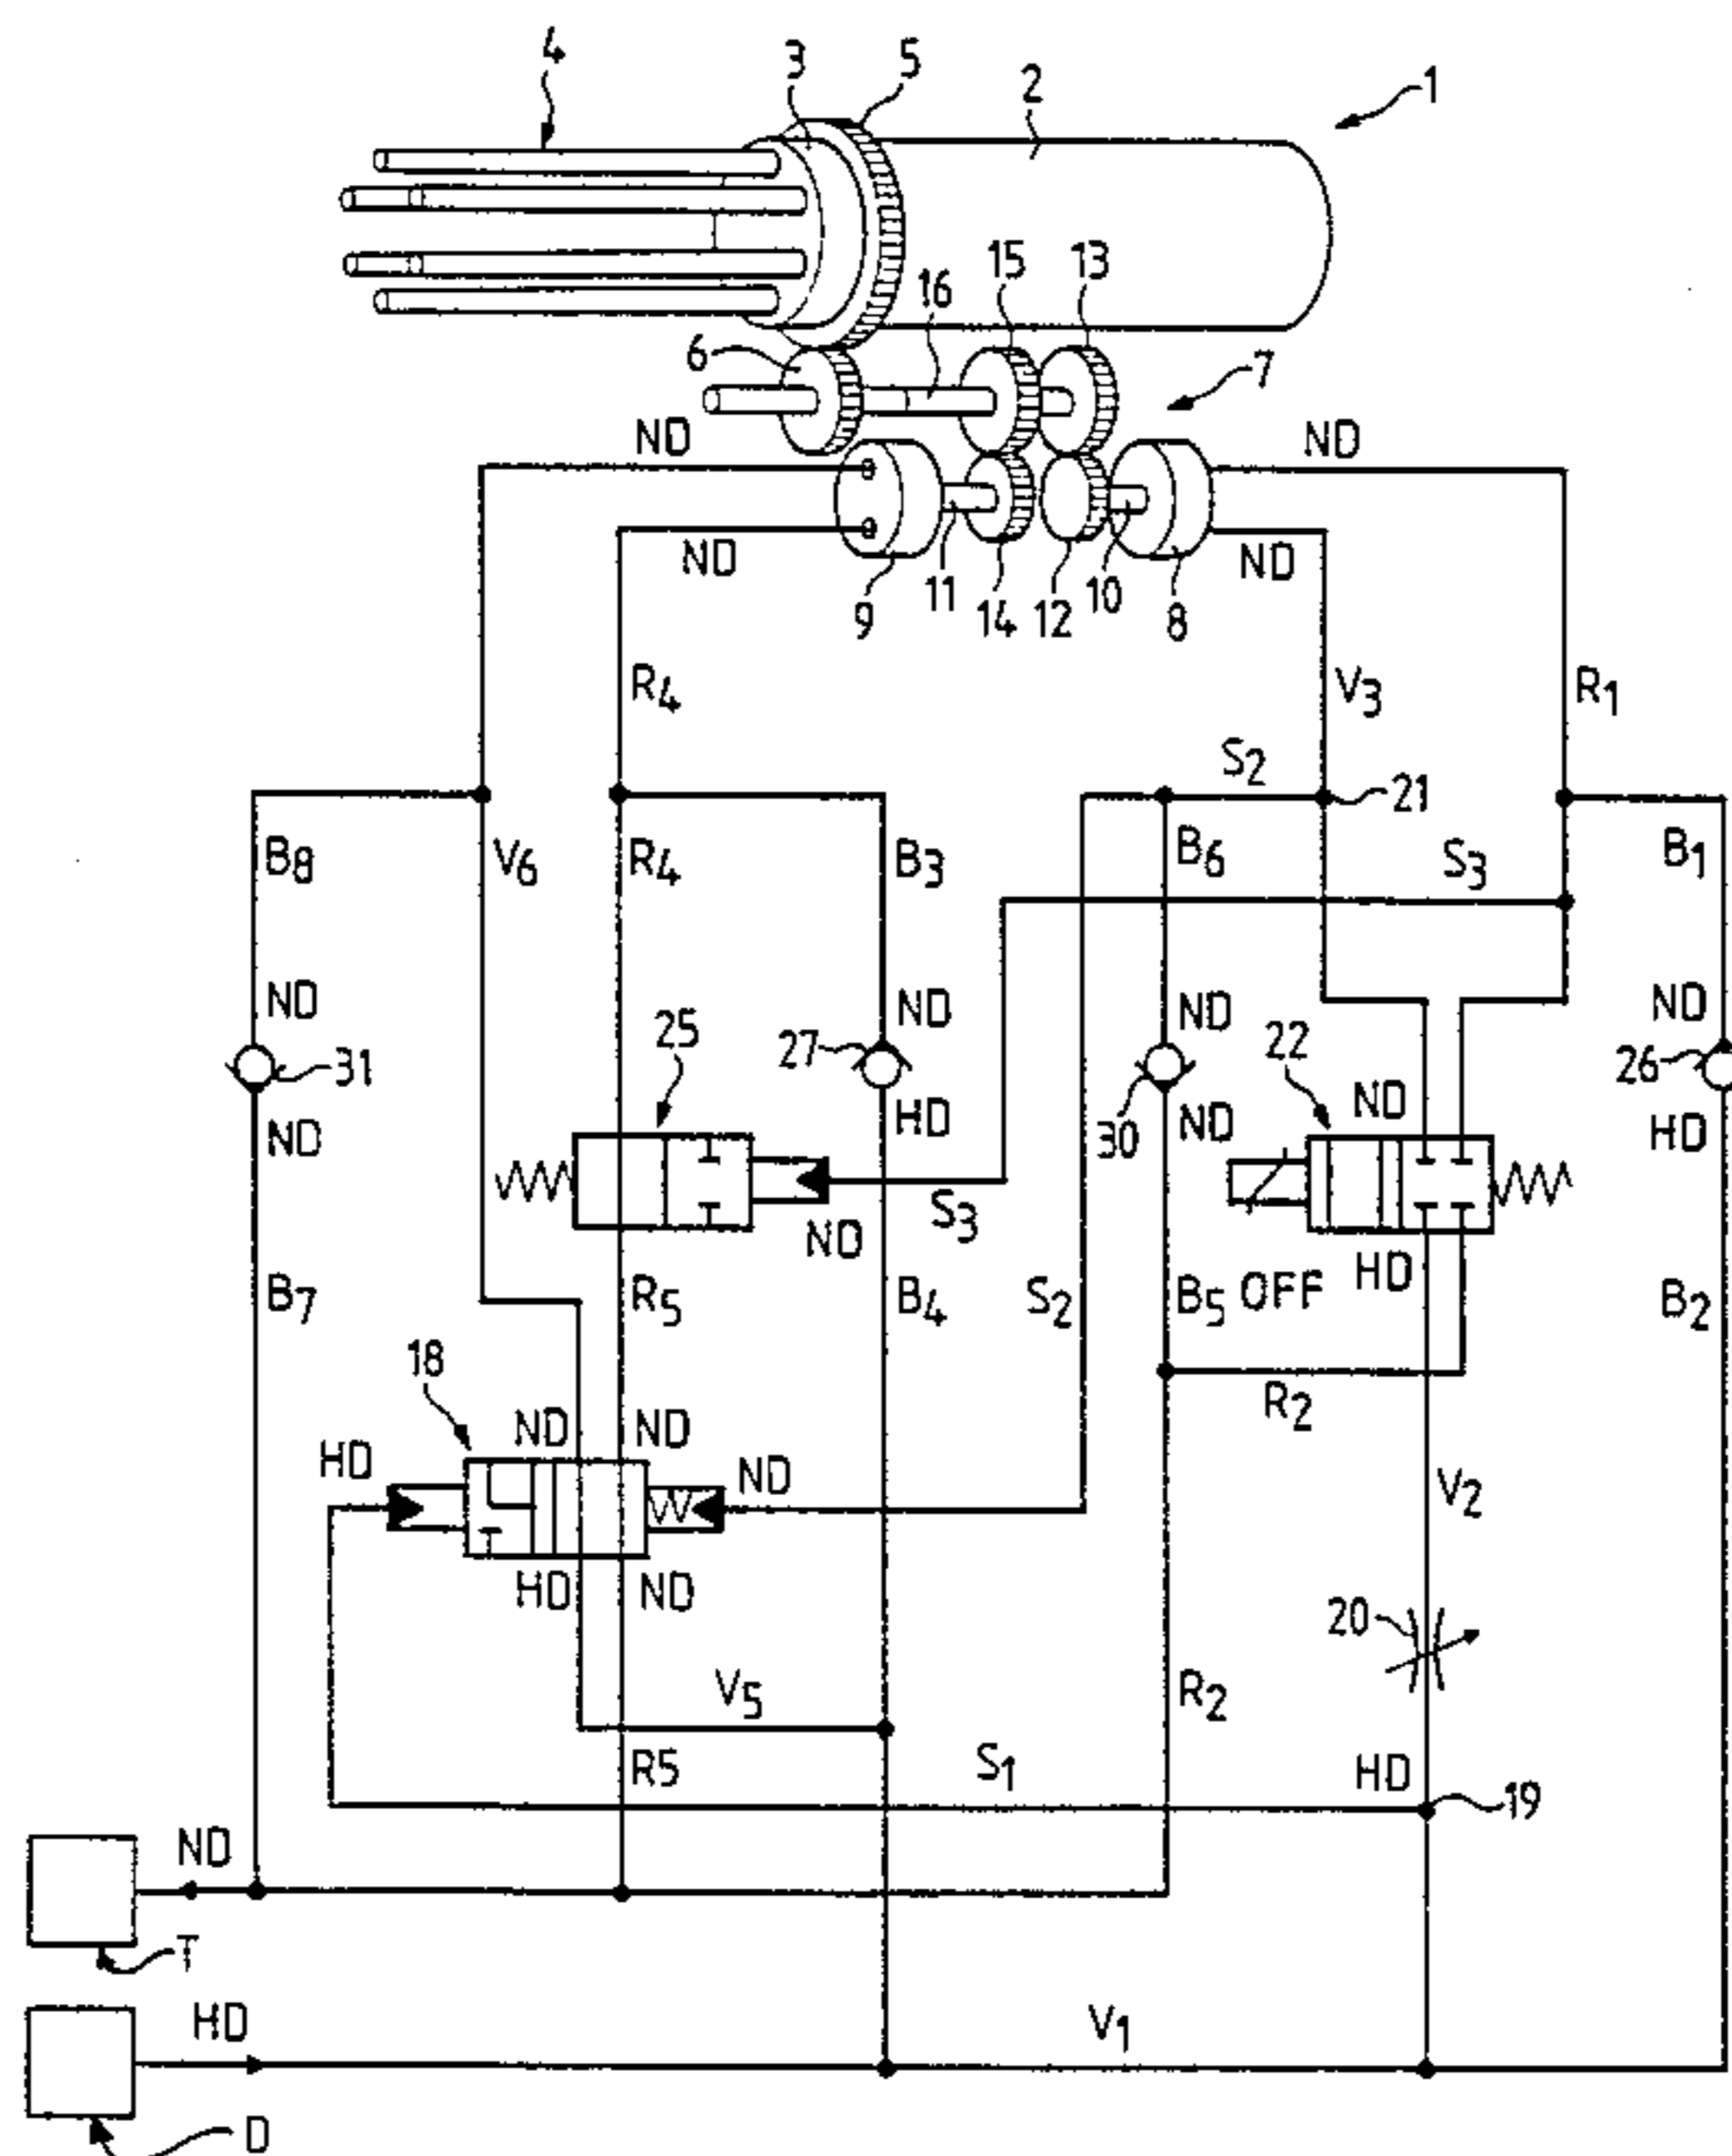 4 3 5 2 1
15 13
16
6 7
ND ND
ND ND
9 11 14 12 10 8
R4 V3 R1
S2
21
B8 V6 R4 B3 B6 S3 B1
ND ND ND ND
31 25 27 22 26
ND HD 30 ND ND HD
ND S3
B7 R5 B4 S2 B5 OFF HD B2
18 R2
HD ND ND ND V2
HD ND
20
V5 R2
R5 S1 HD 19
ND
T
HD V1
D